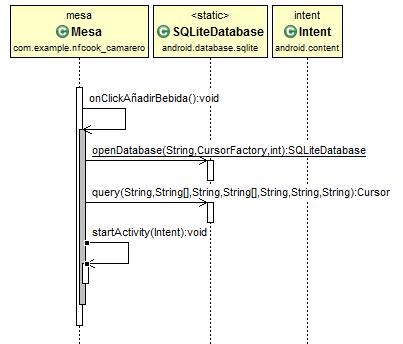 mesa
C Mesa
com.example.nfcook_camarero
<static>
C SQLiteDatabase
android.database.sqlite
intent
C Intent
android.content
onClickAñadirBebida():void
openDatabase(String,CursorFactory,int):SQLiteDatabase
query(String,String[],String,String[],String,String,String):Cursor
startActivity(Intent):void